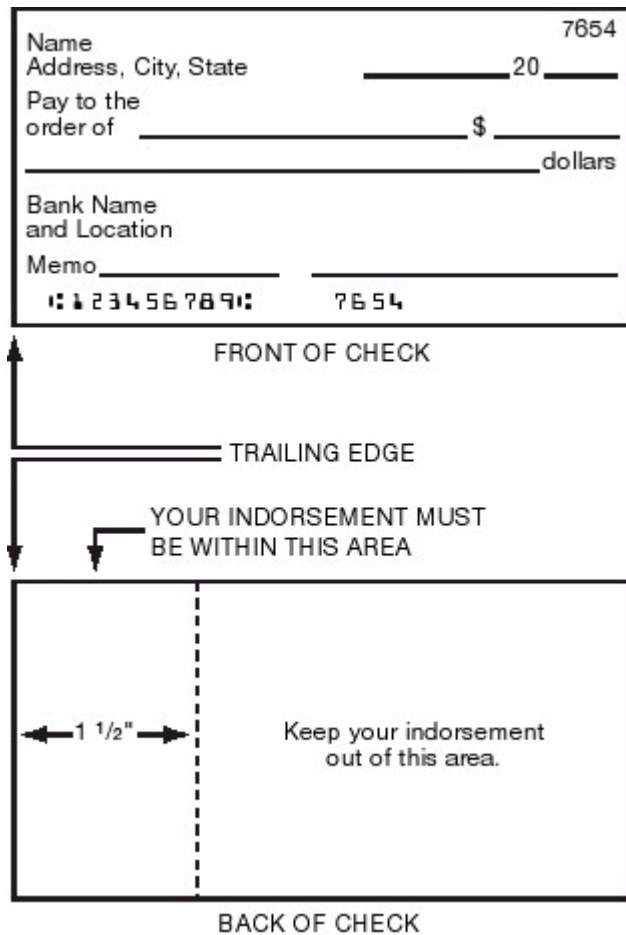 7654
Name
Address, City, State 20
Pay to the
order of $
dollars
Bank Name
and Location
Memo
⑆123456789⑆ 7654
FRONT OF CHECK
TRAILING EDGE
YOUR INDORSEMENT MUST
BE WITHIN THIS AREA
1 1/2"
Keep your indorsement
out of this area.
BACK OF CHECK